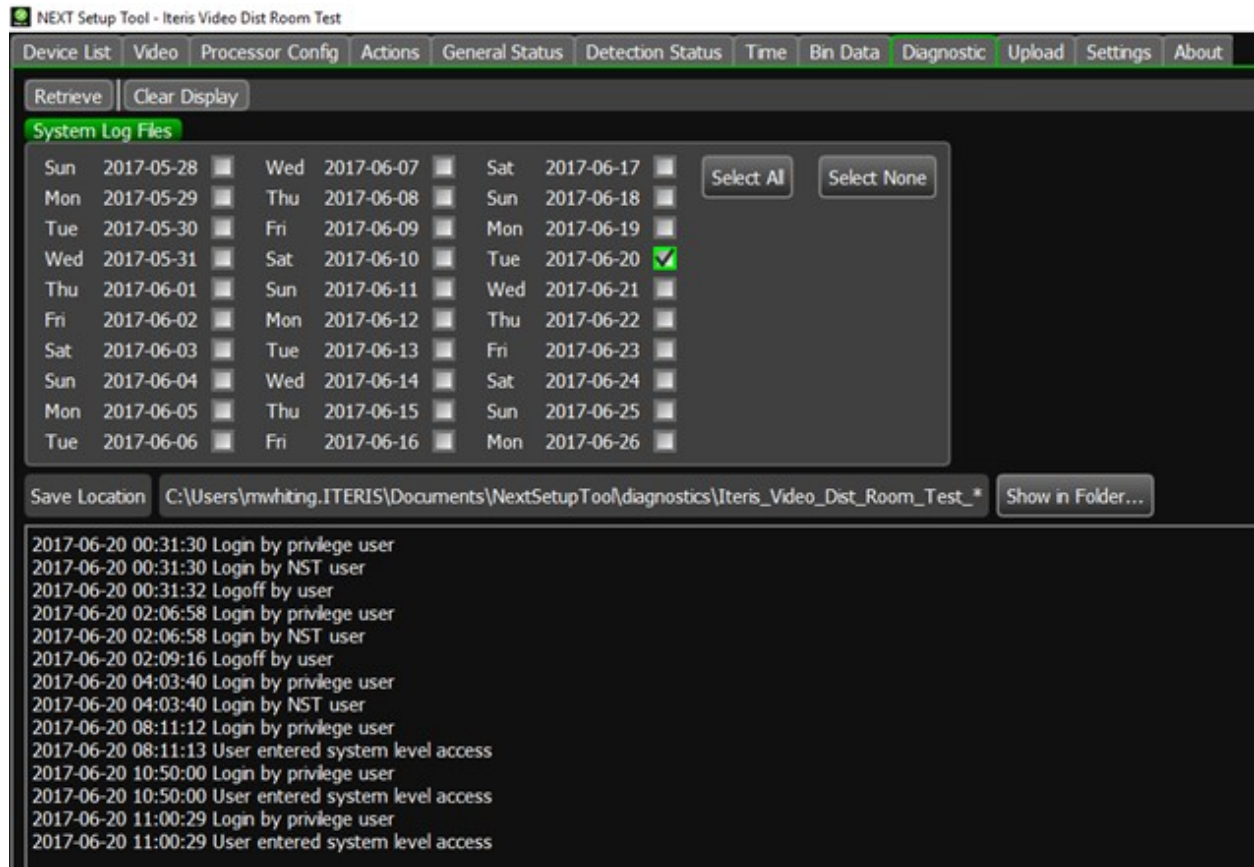 NEXT Setup Tool - Iteris Video Dist Room Test
Device List Video Processor Config Actions General Status Detection Status Time Bin Data Diagnostic Upload Settings About
Retrieve Clear Display
System Log Files
Sun 2017-05-28 Wed 2017-06-07 Sat 2017-06-17 Select All Select None
Mon 2017-05-29 Thu 2017-06-08 Sun 2017-06-18
Tue 2017-05-30 Fri 2017-06-09 Mon 2017-06-19
Wed 2017-05-31 Sat 2017-06-10 Tue 2017-06-20
Thu 2017-06-01 Sun 2017-06-11 Wed 2017-06-21
Fri 2017-06-02 Mon 2017-06-12 Thu 2017-06-22
Sat 2017-06-03 Tue 2017-06-13 Fri 2017-06-23
Sun 2017-06-04 Wed 2017-06-14 Sat 2017-06-24
Mon 2017-06-05 Thu 2017-06-15 Sun 2017-06-25
Tue 2017-06-06 Fri 2017-06-16 Mon 2017-06-26
Save Location C:\Users\mwhiting.ITERIS\Documents\NextSetupTool\diagnostics\Iteris_Video_Dist_Room_Test_* Show in Folder...
2017-06-20 00:31:30 Login by privilege user
2017-06-20 00:31:30 Login by NST user
2017-06-20 00:31:32 Logoff by user
2017-06-20 02:06:58 Login by privilege user
2017-06-20 02:06:58 Login by NST user
2017-06-20 02:09:16 Logoff by user
2017-06-20 04:03:40 Login by privilege user
2017-06-20 04:03:40 Login by NST user
2017-06-20 08:11:12 Login by privilege user
2017-06-20 08:11:13 User entered system level access
2017-06-20 10:50:00 Login by privilege user
2017-06-20 10:50:00 User entered system level access
2017-06-20 11:00:29 Login by privilege user
2017-06-20 11:00:29 User entered system level access